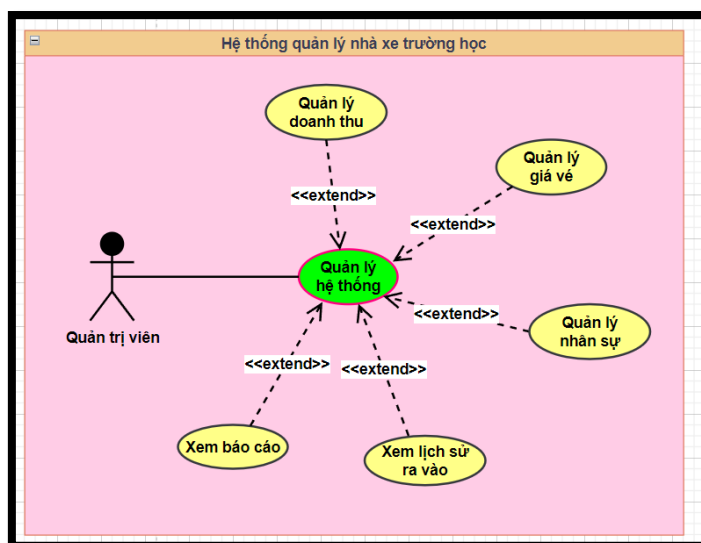 Hệ thống quản lý nhà xe trường học
Quản lý
doanh thu
Quản lý
giá vé
<<extend>>
<<extend>>
Quản lý
hệ thống
<<extend>>
Quản lý
nhân sự
Quản trị viên
<<extend>>
<<extend>>
Xem báo cáo
Xem lịch sử
ra vào